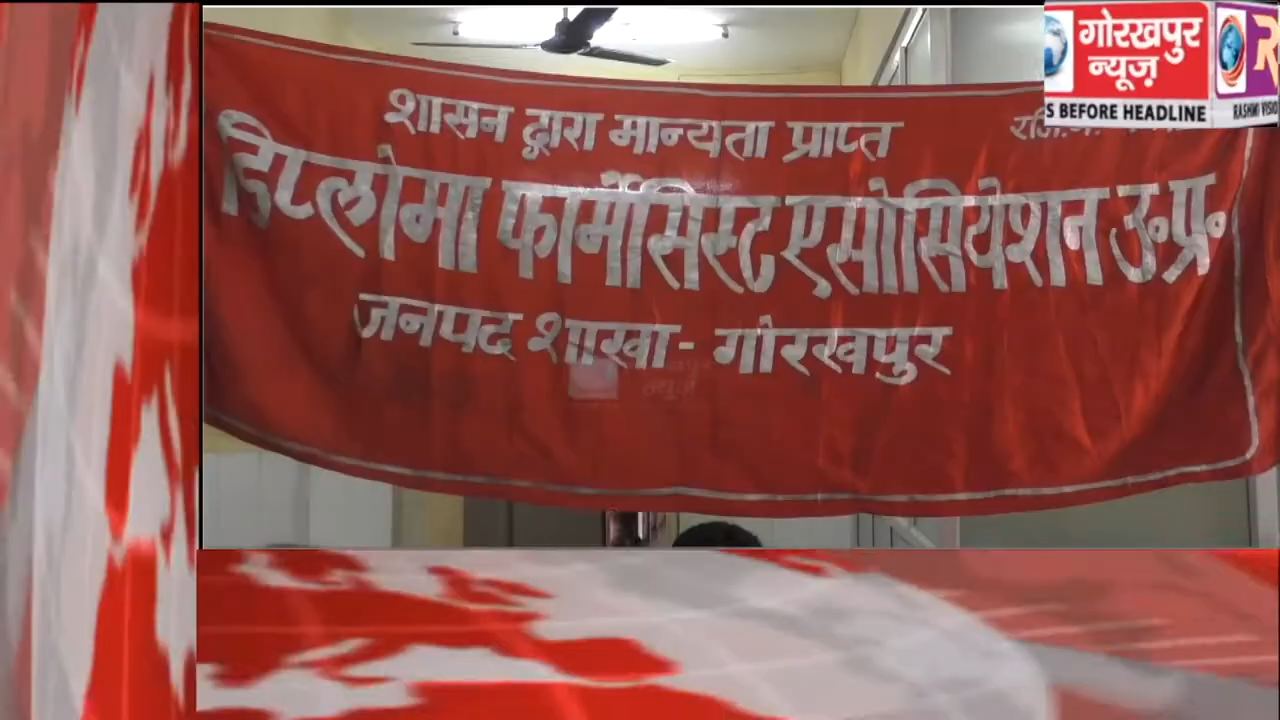 शासन द्वारा मान्यता प्राप्त
डिप्लोमा फार्मेसिस्ट एसोसियेशन उ॰प्र॰
जनपद शाखा- गोरखपुर
गोरखपुर
न्यूज़
S BEFORE HEADLINE
R
RASHMI VISIO